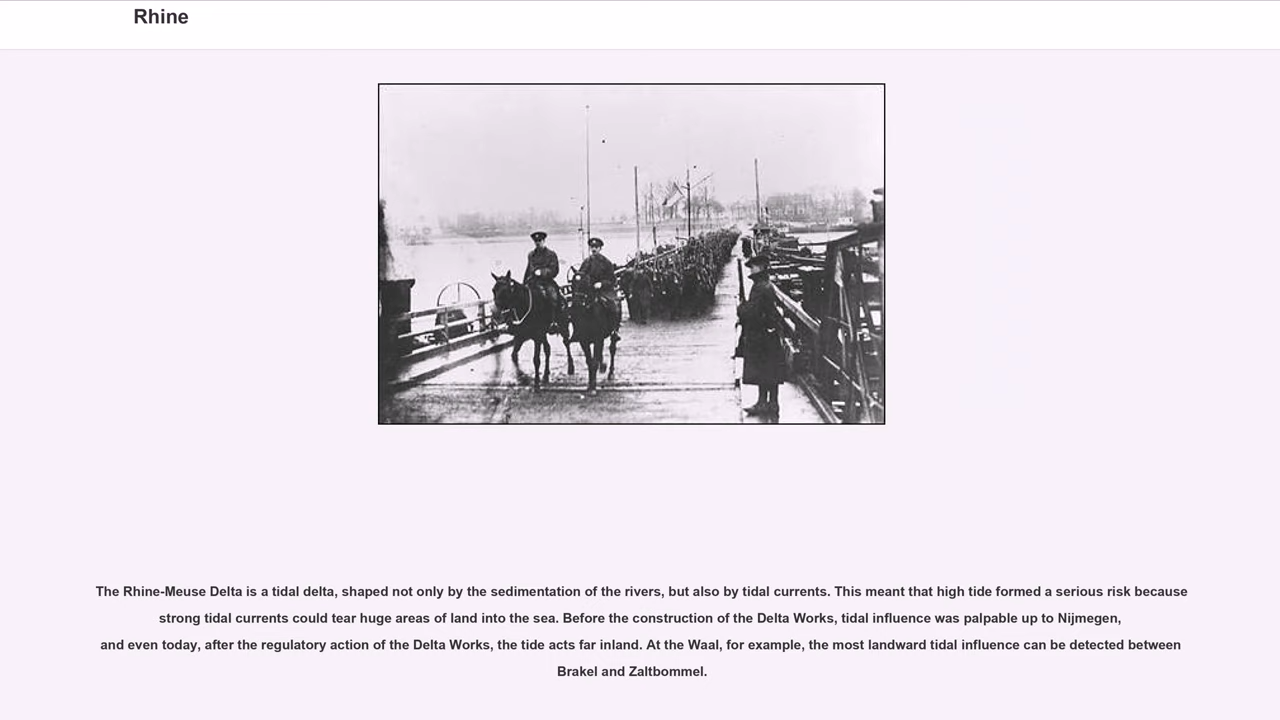 Rhine
The Rhine-Meuse Delta is a tidal delta, shaped not only by the sedimentation of the rivers, but also by tidal currents. This meant that high tide formed a serious risk because
strong tidal currents could tear huge areas of land into the sea. Before the construction of the Delta Works, tidal influence was palpable up to Nijmegen,
and even today, after the regulatory action of the Delta Works, the tide acts far inland. At the Waal, for example, the most landward tidal influence can be detected between
Brakel and Zaltbommel.